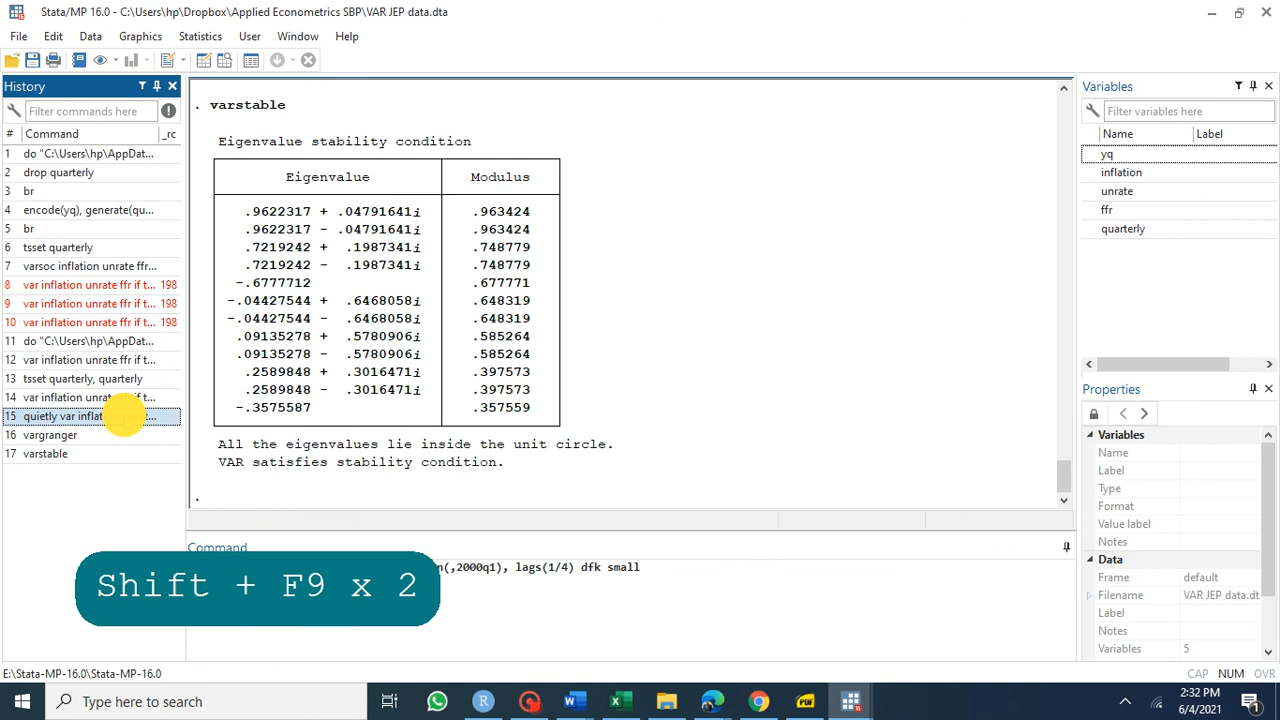 Stata/MP 16.0 - C:\Users\hp\Dropbox\Applied Econometrics SBP\VAR JEP data.dta
File Edit Data Graphics Statistics User Window Help
History
Filter commands here
# Command _rc
1 do "C:\Users\hp\AppDat...
2 drop quarterly
3 br
4 encode(yq), generate(qu...
5 br
6 tsset quarterly
7 varsoc inflation unrate ffr...
8 var inflation unrate ffr if t... 198
9 var inflation unrate ffr if t... 198
10 var inflation unrate ffr if t... 198
11 do "C:\Users\hp\AppDat...
12 var inflation unrate ffr if t...
13 tsset quarterly, quarterly
14 var inflation unrate ffr if t...
15 quietly var inflat
16 vargranger
17 varstable
. varstable
Eigenvalue stability condition
Eigenvalue Modulus
.9622317 + .04791641i .963424
.9622317 - .04791641i .963424
.7219242 + .1987341i .748779
.7219242 - .1987341i .748779
-.6777712 .677771
-.04427544 + .6468058i .648319
-.04427544 - .6468058i .648319
.09135278 + .5780906i .585264
.09135278 - .5780906i .585264
.2589848 + .3016471i .397573
.2589848 - .3016471i .397573
-.3575587 .357559
All the eigenvalues lie inside the unit circle.
VAR satisfies stability condition.
.
Command
n(,2000q1), lags(1/4) dfk small
Shift + F9 x 2
Variables
Filter variables here
Name Label
yq
inflation
unrate
ffr
quarterly
Properties
Variables
Name
Label
Type
Format
Value label
Notes
Data
Frame default
Filename VAR JEP data.dt
Label
Notes
Variables 5
E:\Stata-MP-16.0\Stata-MP-16.0
CAP NUM OVR
Type here to search
2:32 PM
6/4/2021